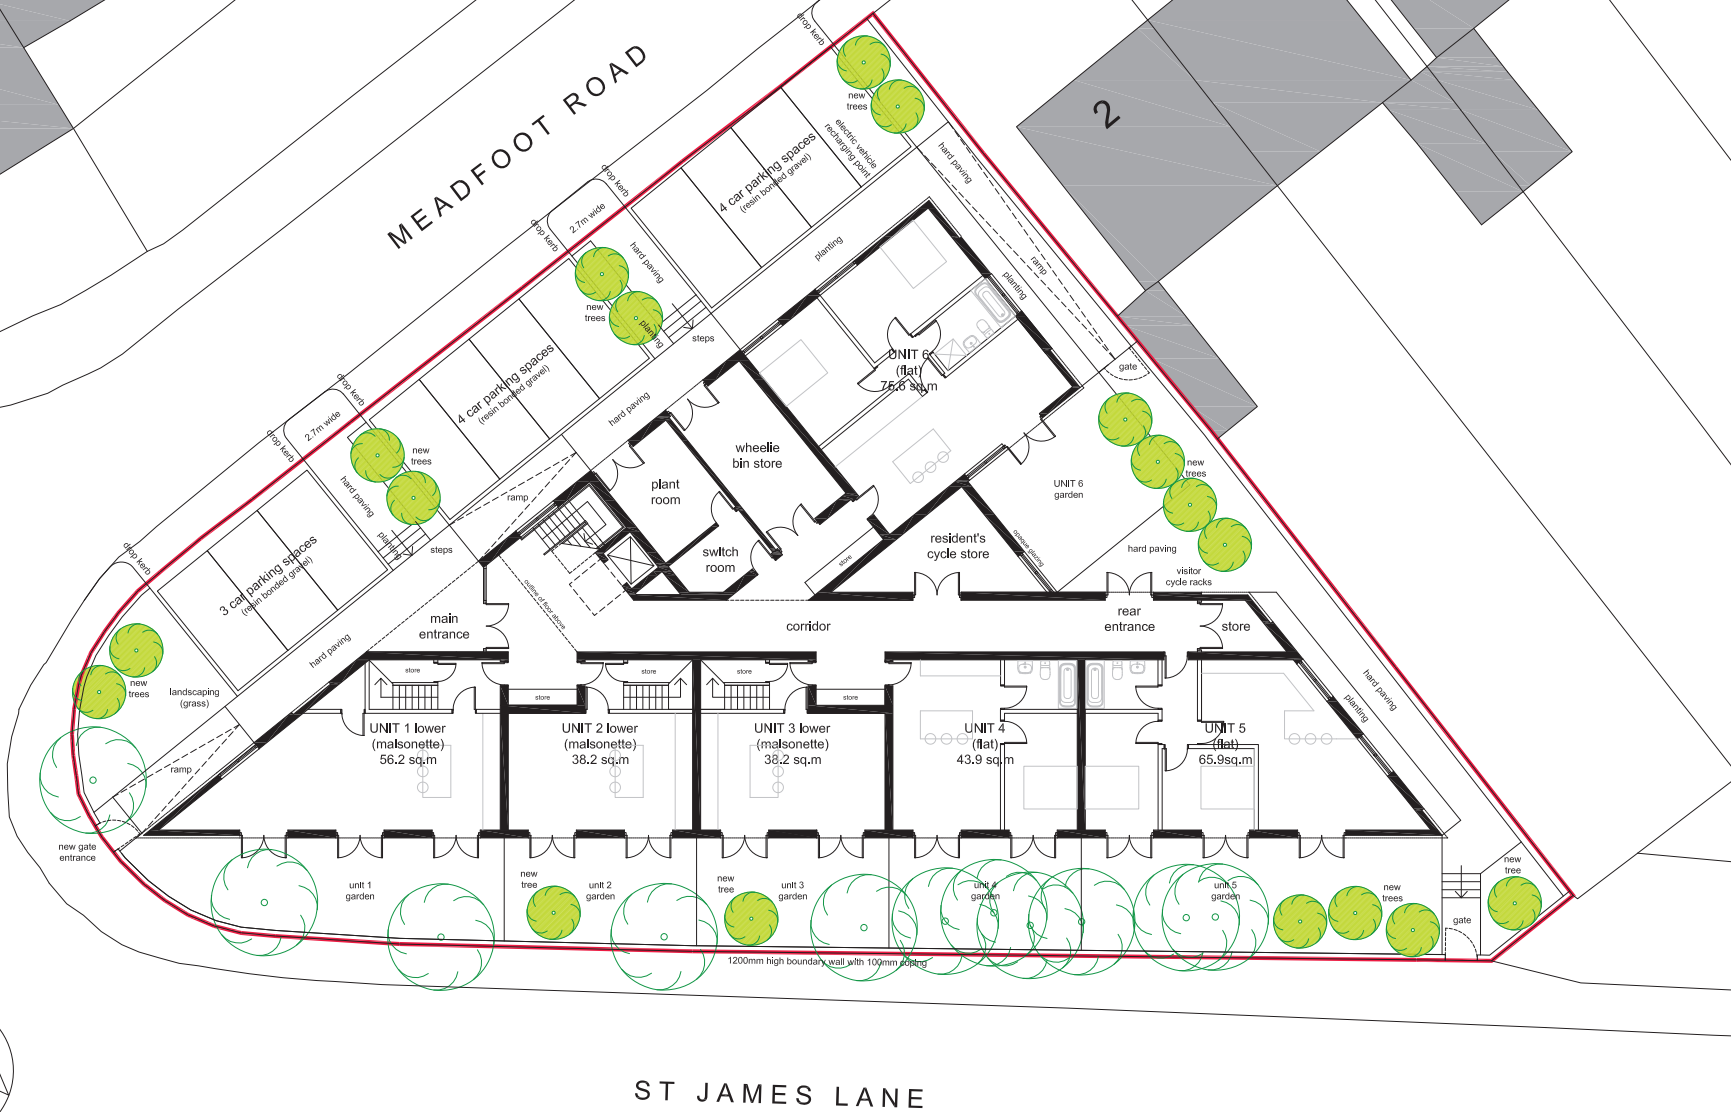 MEADFOOT ROAD
2
drop kerb
new
trees
electric vehicle
recharging point
hard paving
4 car parking spaces
(resin bonded gravel)
drop kerb
2.7m wide
drop kerb
hard paving
planting
ramp
planting
new
trees
planting
steps
UNIT 6
(flat)
75.6 sq.m
gate
4 car parking spaces
(resin bonded gravel)
drop kerb
2.7m wide
drop kerb
hard paving
new
trees
hard paving
planting
steps
ramp
wheelie
bin store
plant
room
switch
room
store
new
trees
UNIT 6
garden
resident's
cycle store
opaque glazing
hard paving
visitor
cycle racks
drop kerb
3 car parking spaces
(resin bonded gravel)
outline of floor above
main
entrance
corridor
rear
entrance
store
hard paving
new
trees
landscaping
(grass)
ramp
store
store
store
store
store
hard paving
planting
UNIT 1 lower
(maisonette)
56.2 sq.m
UNIT 2 lower
(maisonette)
38.2 sq.m
UNIT 3 lower
(maisonette)
38.2 sq.m
UNIT 4
(flat)
43.9 sq.m
UNIT 5
(flat)
65.9sq.m
new gate
entrance
unit 1
garden
new
tree
unit 2
garden
new
tree
unit 3
garden
unit 4
garden
unit 5
garden
new
trees
new
tree
gate
1200mm high boundary wall with 100mm coping
ST JAMES LANE